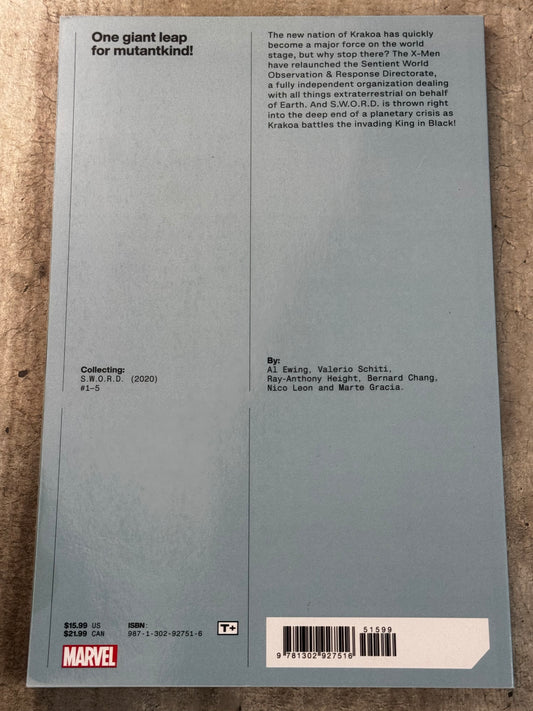 One giant leap
for mutantkind!
The new nation of Krakoa has quickly
become a major force on the world
stage, but why stop there? The X-Men
have relaunched the Sentient World
Observation & Response Directorate,
a fully independent organization dealing
with all things extraterrestrial on behalf
of Earth. And S.W.O.R.D. is thrown right
into the deep end of a planetary crisis as
Krakoa battles the invading King in Black!
Collecting:
S.W.O.R.D. (2020)
#1–5
By:
Al Ewing, Valerio Schiti,
Ray-Anthony Height, Bernard Chang,
Nico Leon and Marte Gracia.
$15.99 US
$21.99 CAN
ISBN:
987-1-302-92751-6
T+
MARVEL
51599
9 781302 927516